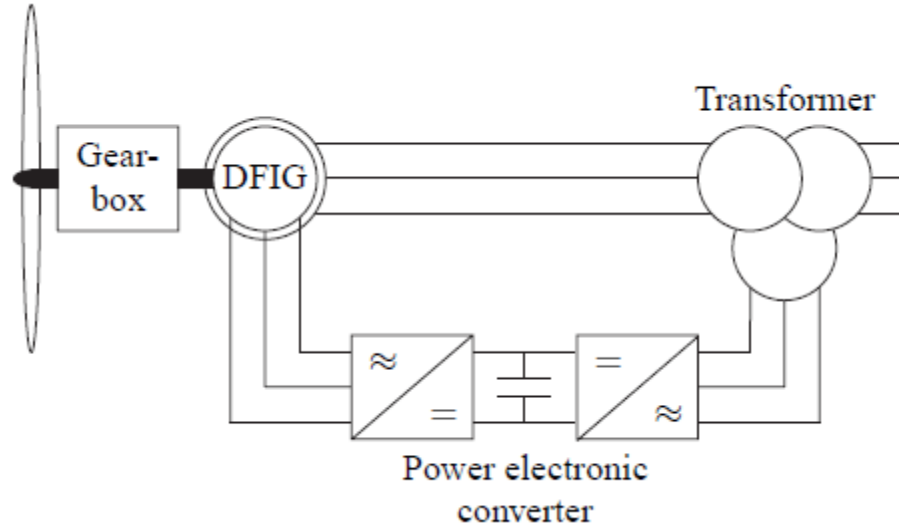 Transformer
Gear-
box
DFIG
≈
=
=
≈
Power electronic
converter